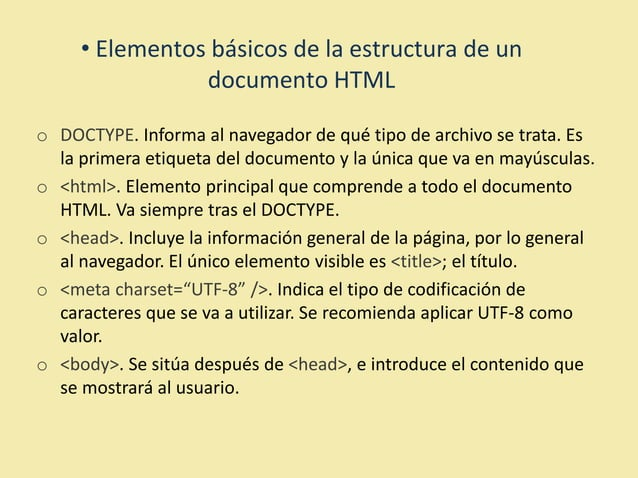 • Elementos básicos de la estructura de un
documento HTML
o DOCTYPE. Informa al navegador de qué tipo de archivo se trata. Es
la primera etiqueta del documento y la única que va en mayúsculas.
o <html>. Elemento principal que comprende a todo el documento
HTML. Va siempre tras el DOCTYPE.
o <head>. Incluye la información general de la página, por lo general
al navegador. El único elemento visible es <title>; el título.
o <meta charset=“UTF-8” />. Indica el tipo de codificación de
caracteres que se va a utilizar. Se recomienda aplicar UTF-8 como
valor.
o <body>. Se sitúa después de <head>, e introduce el contenido que
se mostrará al usuario.